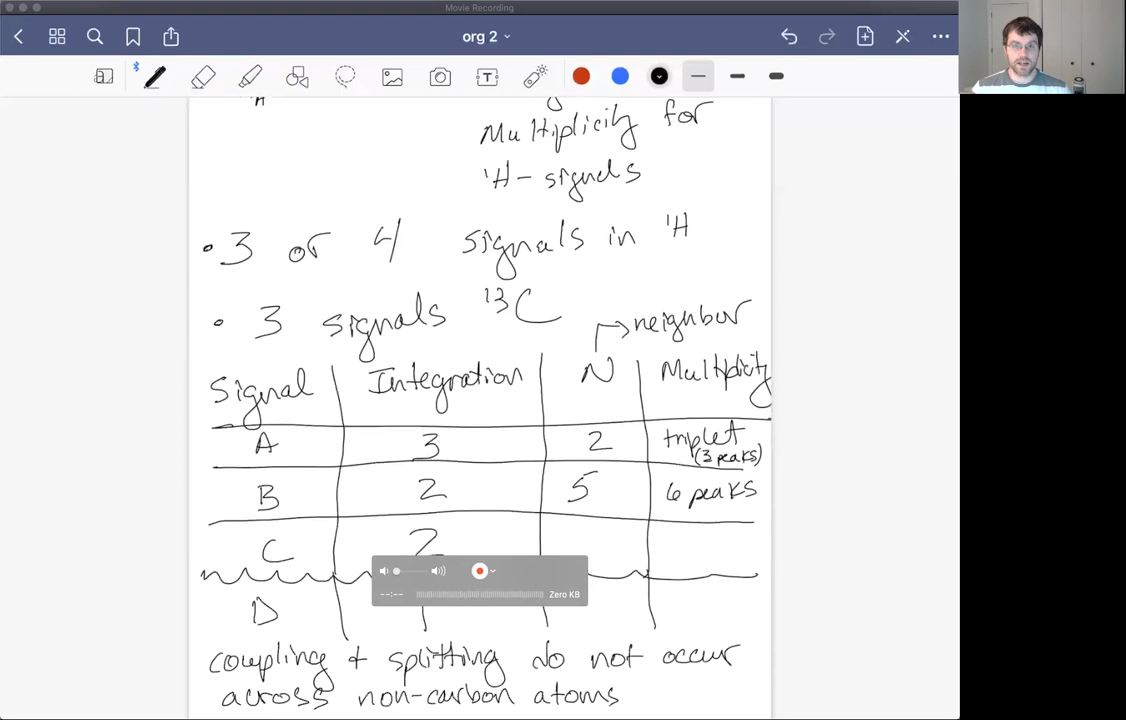 Movie Recording
org 2
'H
Multiplicity for
'H - signals
• 3 or 4 signals in 'H
• 3 signals 13C
neighbor
Signal Integration N Multiplicity
A 3 2 triplet
(3 peaks)
B 2 5 6 peaks
C 2
Zero KB
--:--
D
coupling + splitting do not occur
across non-carbon atoms